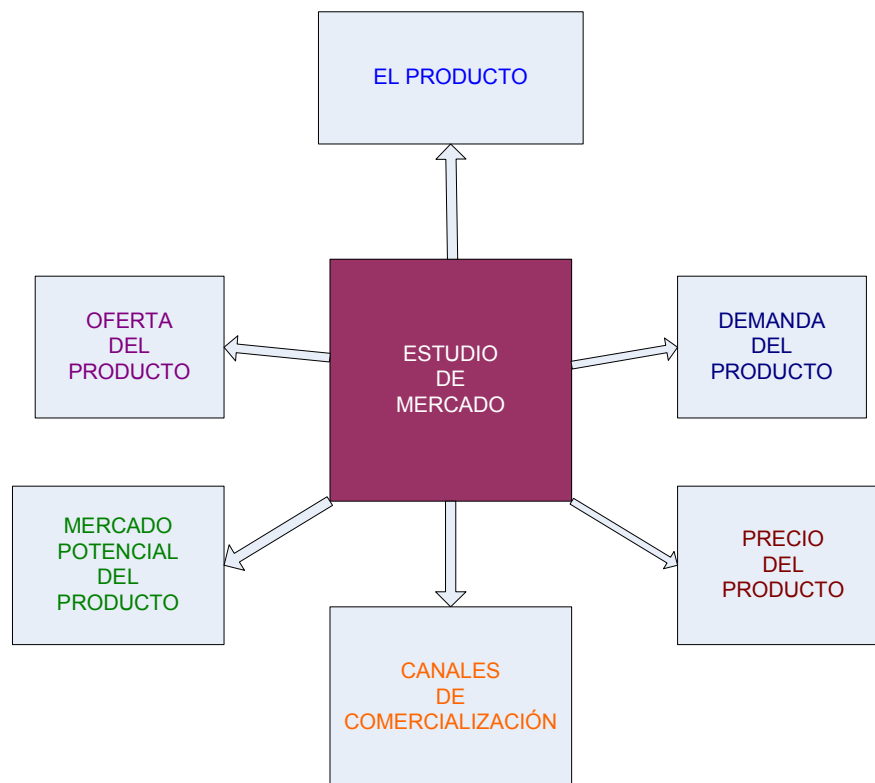 EL PRODUCTO
OFERTA
DEL
PRODUCTO
ESTUDIO
DE
MERCADO
DEMANDA
DEL
PRODUCTO
MERCADO
POTENCIAL
DEL
PRODUCTO
PRECIO
DEL
PRODUCTO
CANALES
DE
COMERCIALIZACIÓN